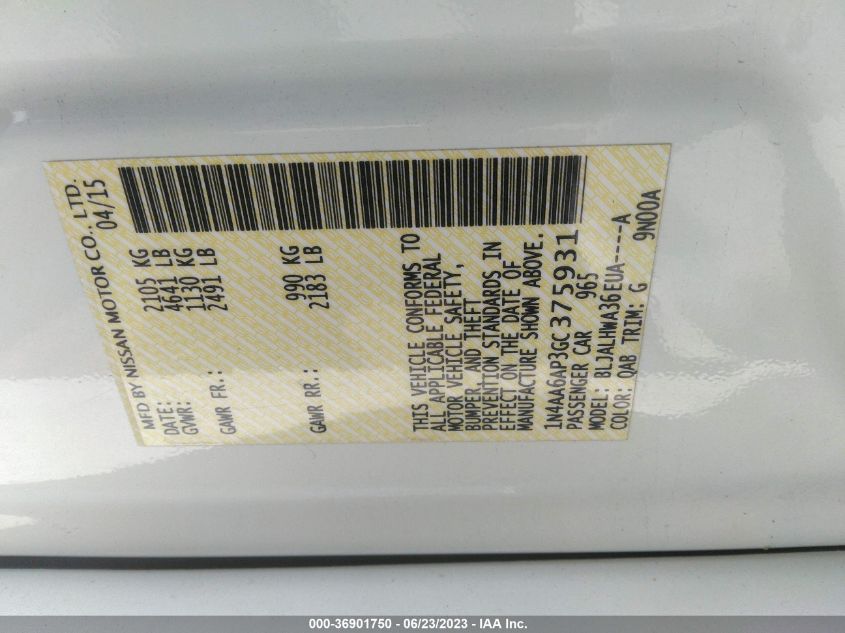 MFD BY NISSAN MOTOR CO., LTD.
DATE: 04/15
GVWR: 2105 KG
4641 LB
GAWR FR.: 1130 KG
2491 LB
GAWR RR.: 990 KG
2183 LB
THIS VEHICLE CONFORMS TO
ALL APPLICABLE FEDERAL
MOTOR VEHICLE SAFETY,
BUMPER, AND THEFT
PREVENTION STANDARDS IN
EFFECT ON THE DATE OF
MANUFACTURE SHOWN ABOVE.
1N4AA6AP3GC375931
PASSENGER CAR 965
MODEL: BLJALHWA36EUA----A
COLOR: QAB TRIM: G 9N00A
000-36901750 - 06/23/2023 - IAA Inc.